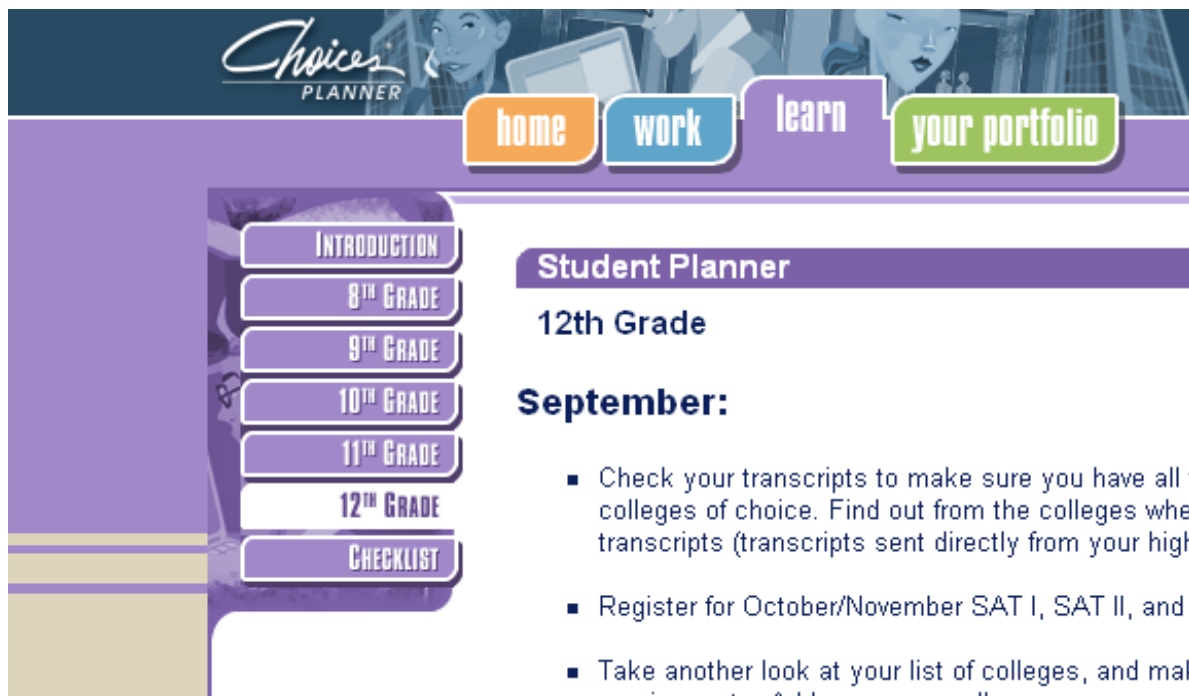 Choices
PLANNER
home
work
learn
your portfolio
INTRODUCTION
8TH GRADE
9TH GRADE
10TH GRADE
11TH GRADE
12TH GRADE
CHECKLIST
Student Planner
12th Grade
September:
Check your transcripts to make sure you have all
colleges of choice. Find out from the colleges
transcripts (transcripts sent directly from your
Register for October/November SAT I, SAT II, and
Take another look at your list of colleges, and